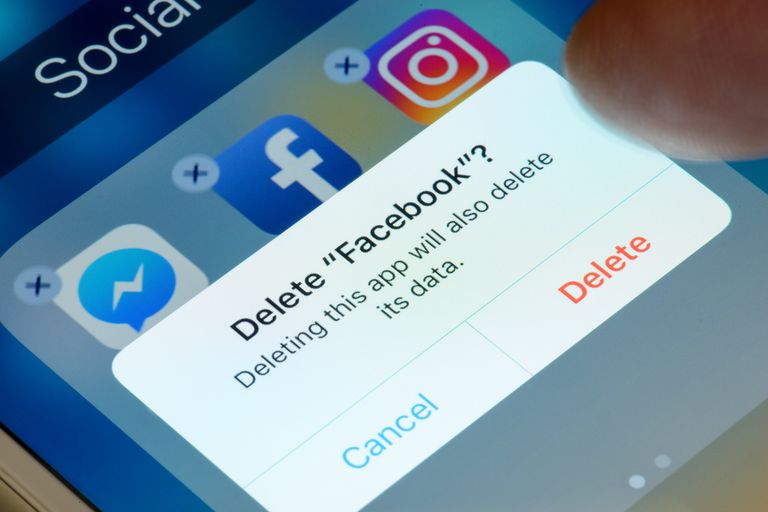 Social
Delete "Facebook"?
Deleting this app will also delete
its data.
Cancel
Delete